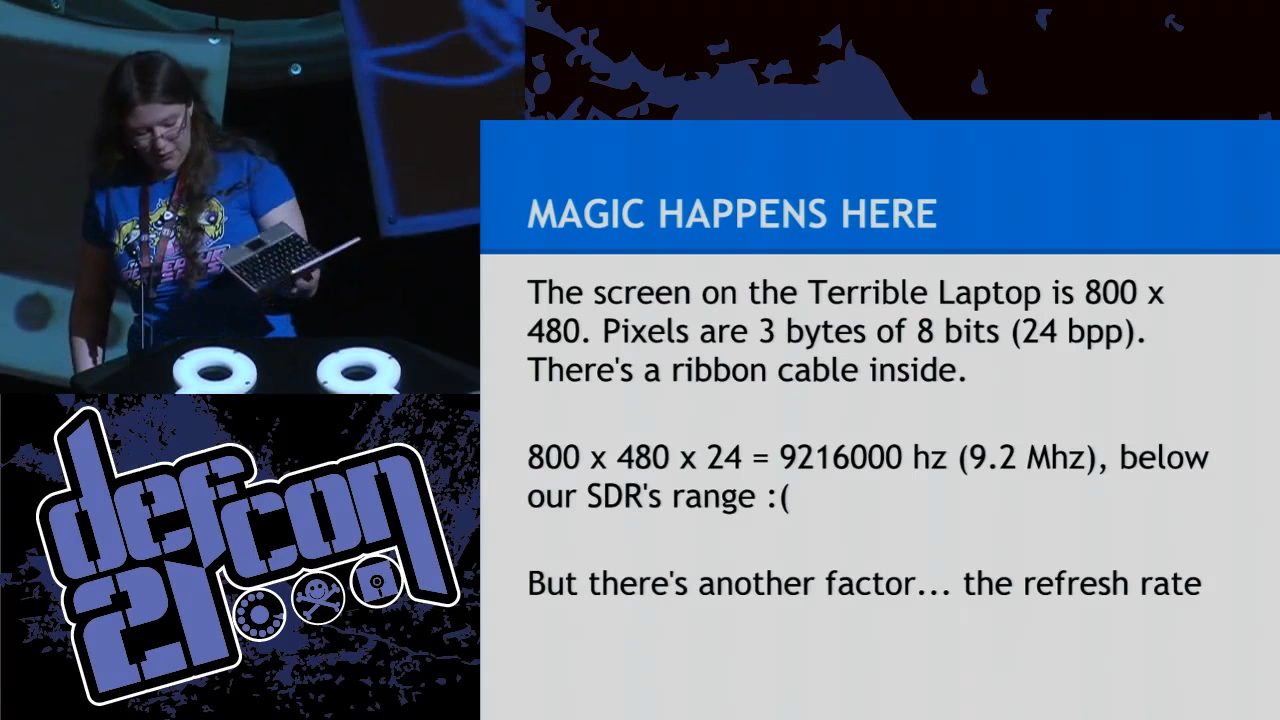 MAGIC HAPPENS HERE
The screen on the Terrible Laptop is 800 x
480. Pixels are 3 bytes of 8 bits (24 bpp).
There's a ribbon cable inside.
800 x 480 x 24 = 9216000 hz (9.2 Mhz), below
our SDR's range :(
But there's another factor... the refresh rate
defcon
21